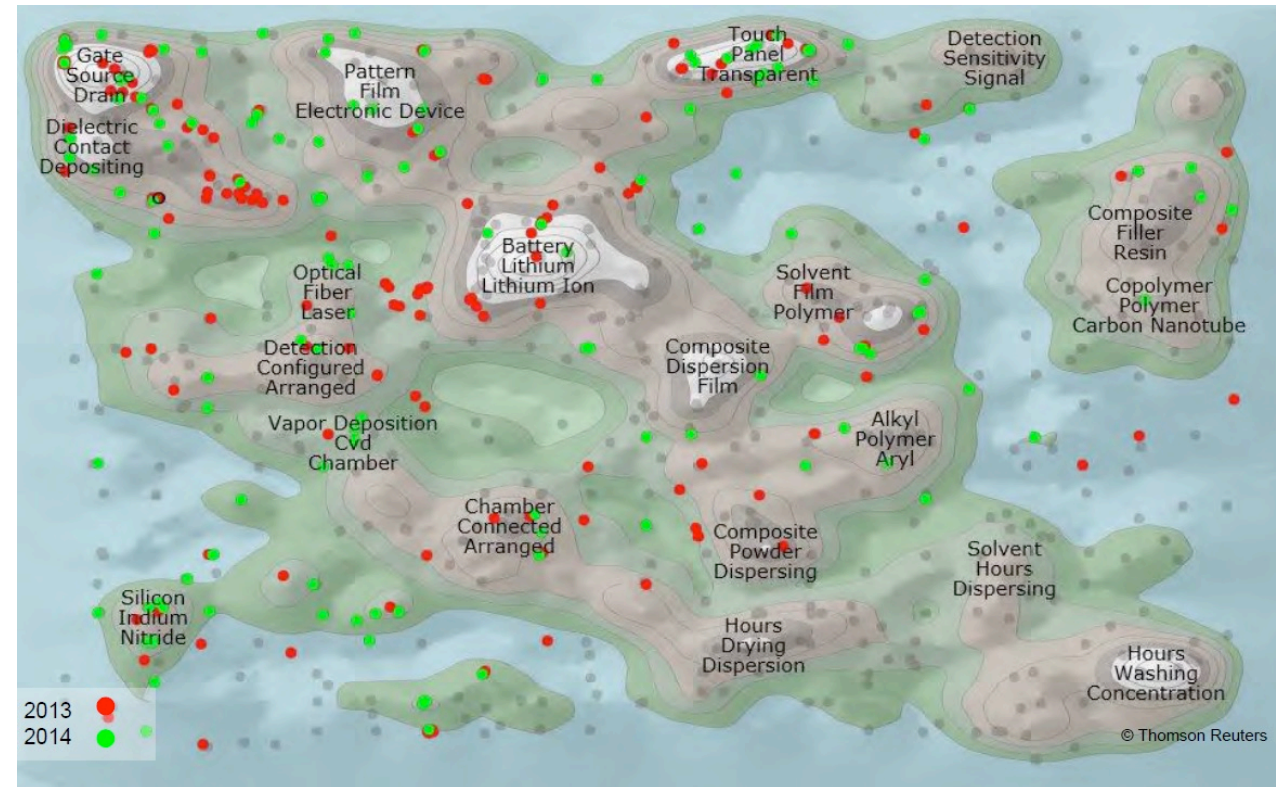 Gate
Source
Drain
Dielectric
Contact
Depositing
Pattern
Film
Electronic Device
Touch
Panel
Transparent
Detection
Sensitivity
Signal
Composite
Filler
Resin
Copolymer
Polymer
Carbon Nanotube
Battery
Lithium
Lithium Ion
Optical
Fiber
Laser
Solvent
Film
Polymer
Detection
Configured
Arranged
Composite
Dispersion
Film
Vapor Deposition
Cvd
Chamber
Alkyl
Polymer
Aryl
Chamber
Connected
Arranged
Composite
Powder
Dispersing
Solvent
Hours
Dispersing
Silicon
Indium
Nitride
Hours
Drying
Dispersion
Hours
Washing
Concentration
2013
2014
© Thomson Reuters